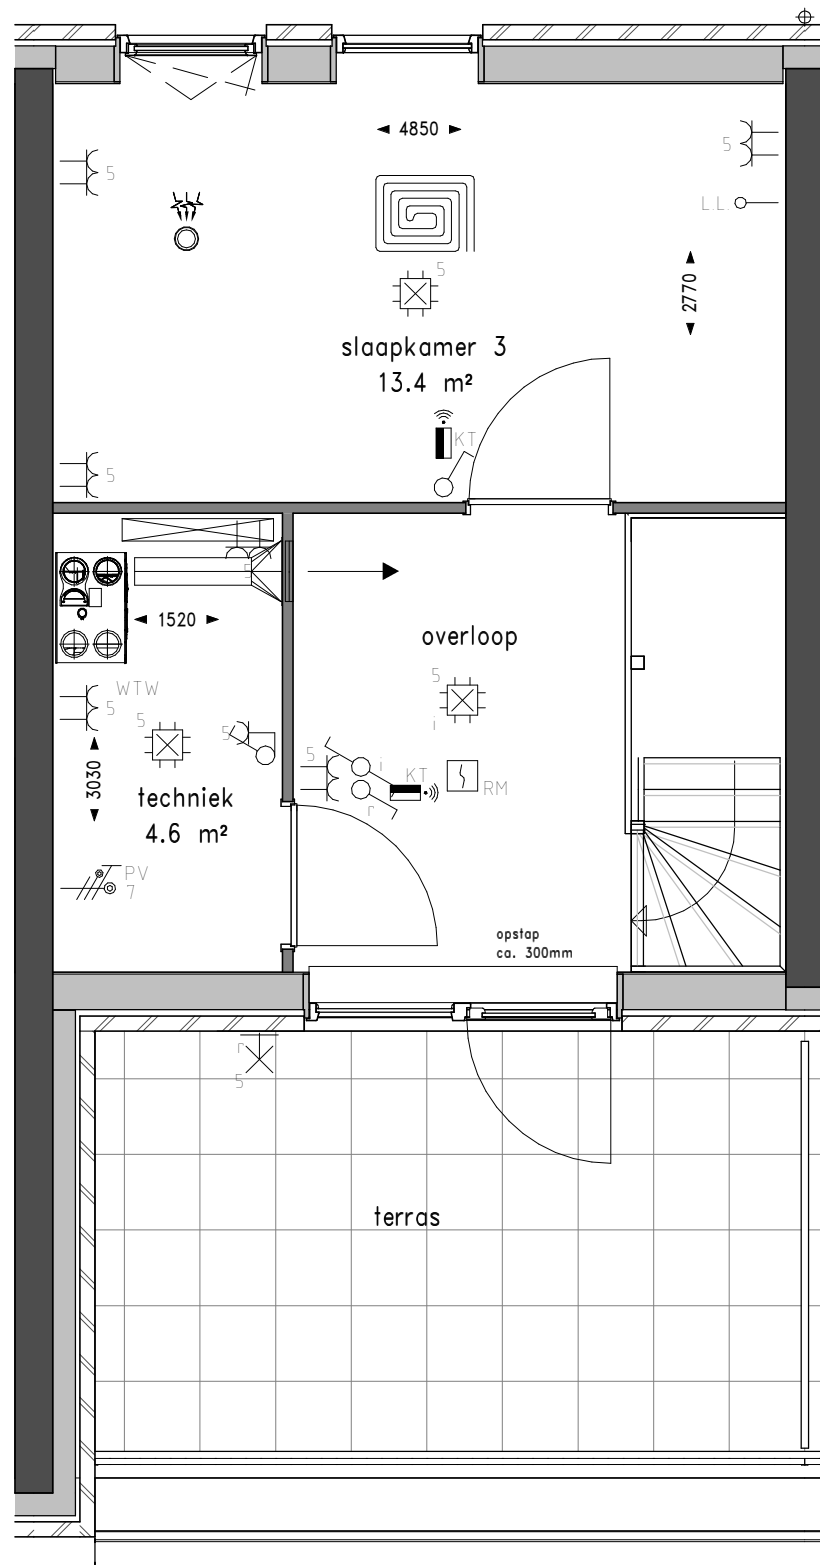 4850
5
5
L.L.
5
2770
slaapkamer 3
13.4 m²
KT
5
5
1520
overloop
WTW
5
5
5
i
5
3030
5
i
KT
RM
techniek
4.6 m²
r
PV
7
opstap
ca. 300mm
r
5
terras